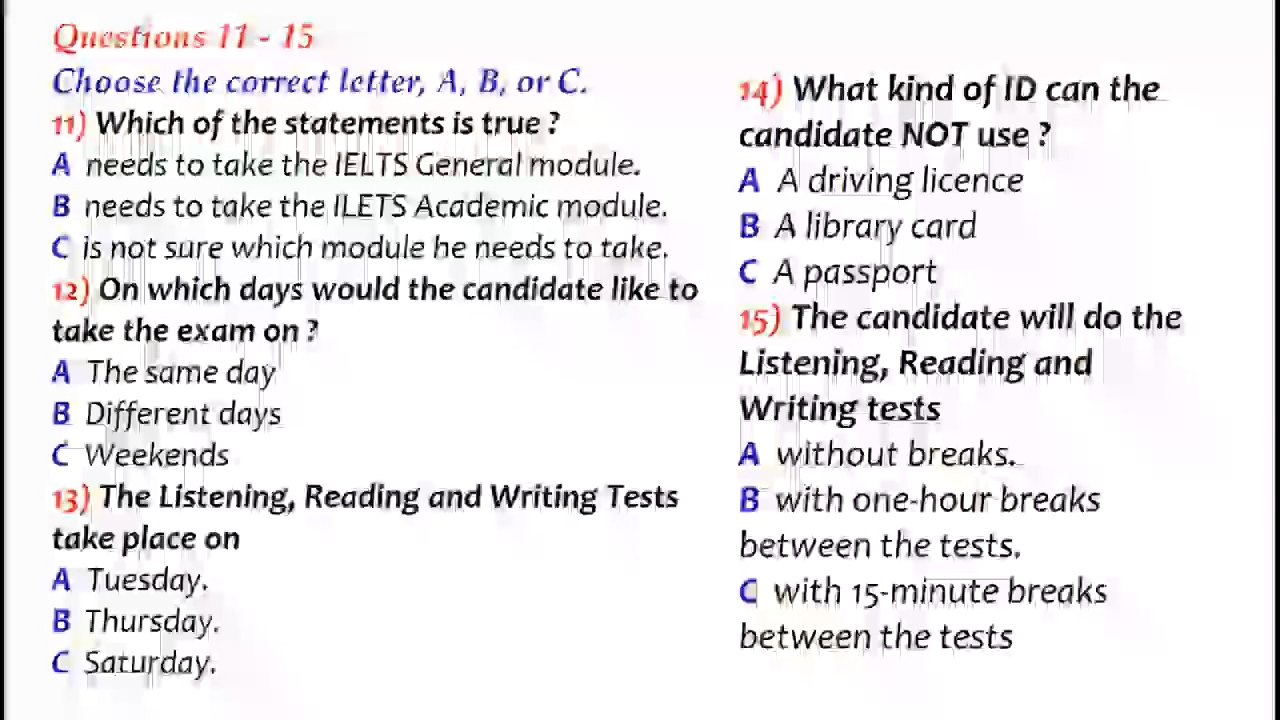 Questions 11 - 15
Choose the correct letter, A, B, or C.
11) Which of the statements is true ?
A needs to take the IELTS General module.
B needs to take the ILETS Academic module.
C is not sure which module he needs to take.
12) On which days would the candidate like to
take the exam on ?
A The same day
B Different days
C Weekends
13) The Listening, Reading and Writing Tests
take place on
A Tuesday.
B Thursday.
C Saturday.
14) What kind of ID can the
candidate NOT use ?
A A driving licence
B A library card
C A passport
15) The candidate will do the
Listening, Reading and
Writing tests
A without breaks.
B with one-hour breaks
between the tests.
C with 15-minute breaks
between the tests